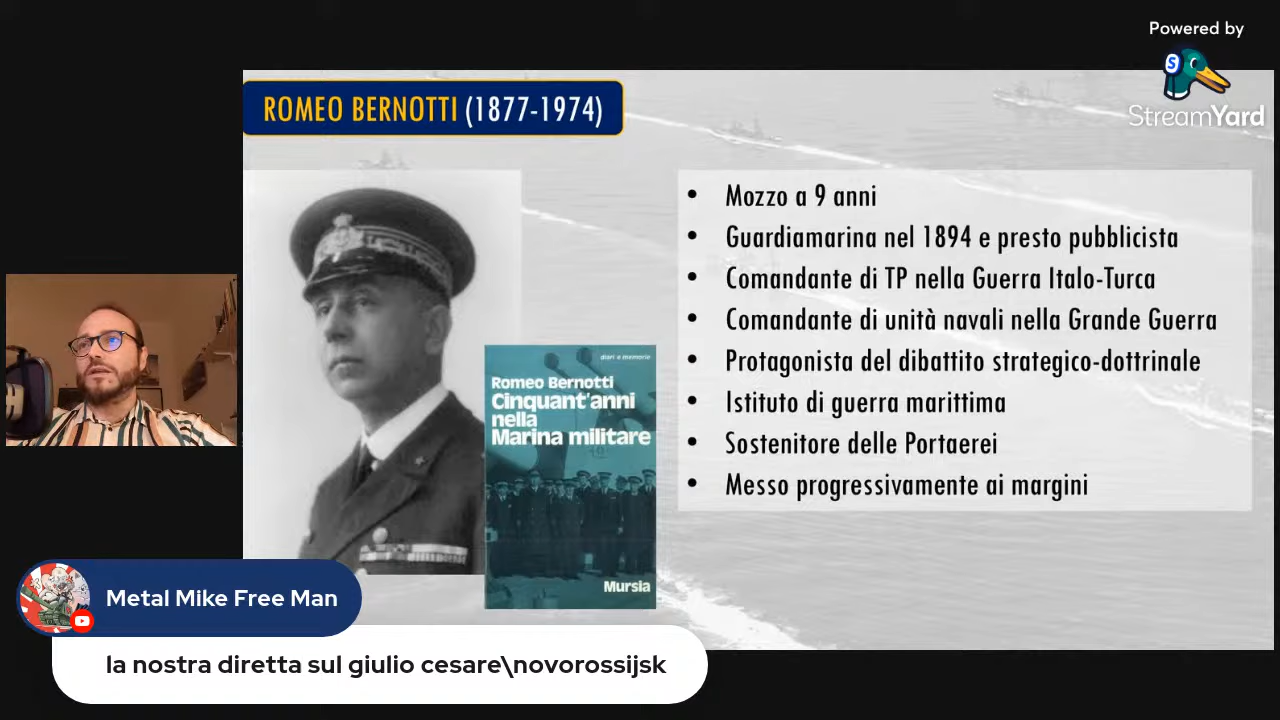 Powered by
StreamYard
ROMEO BERNOTTI (1877-1974)
• Mozzo a 9 anni
• Guardiamarina nel 1894 e presto pubblicista
• Comandante di TP nella Guerra Italo-Turca
• Comandante di unità navali nella Grande Guerra
• Protagonista del dibattito strategico-dottrinale
• Istituto di guerra marittima
• Sostenitore delle Portaerei
• Messo progressivamente ai margini
diari e memorie
Romeo Bernotti
Cinquant'anni
nella
Marina militare
Mursia
Metal Mike Free Man
la nostra diretta sul giulio cesare\novorossijsk